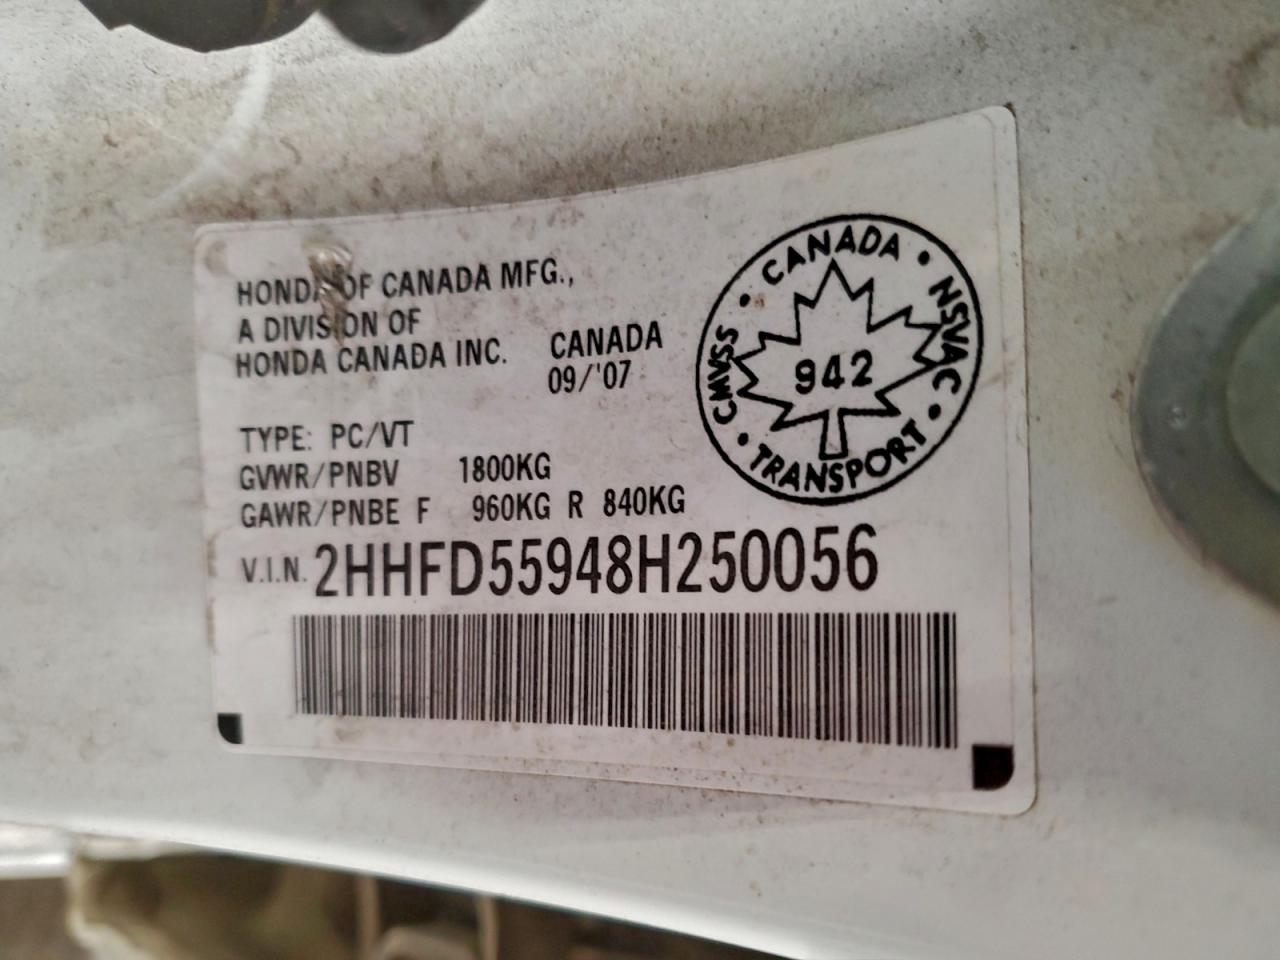 HONDA OF CANADA MFG.,
A DIVISION OF
HONDA CANADA INC. CANADA
09/'07
TYPE: PC/VT
GVWR/PNBV 1800KG
GAWR/PNBE F 960KG R 840KG
V.I.N. 2HHFD55948H250056
CANADA • NSVAC • TRANSPORT • CMVSS •
942